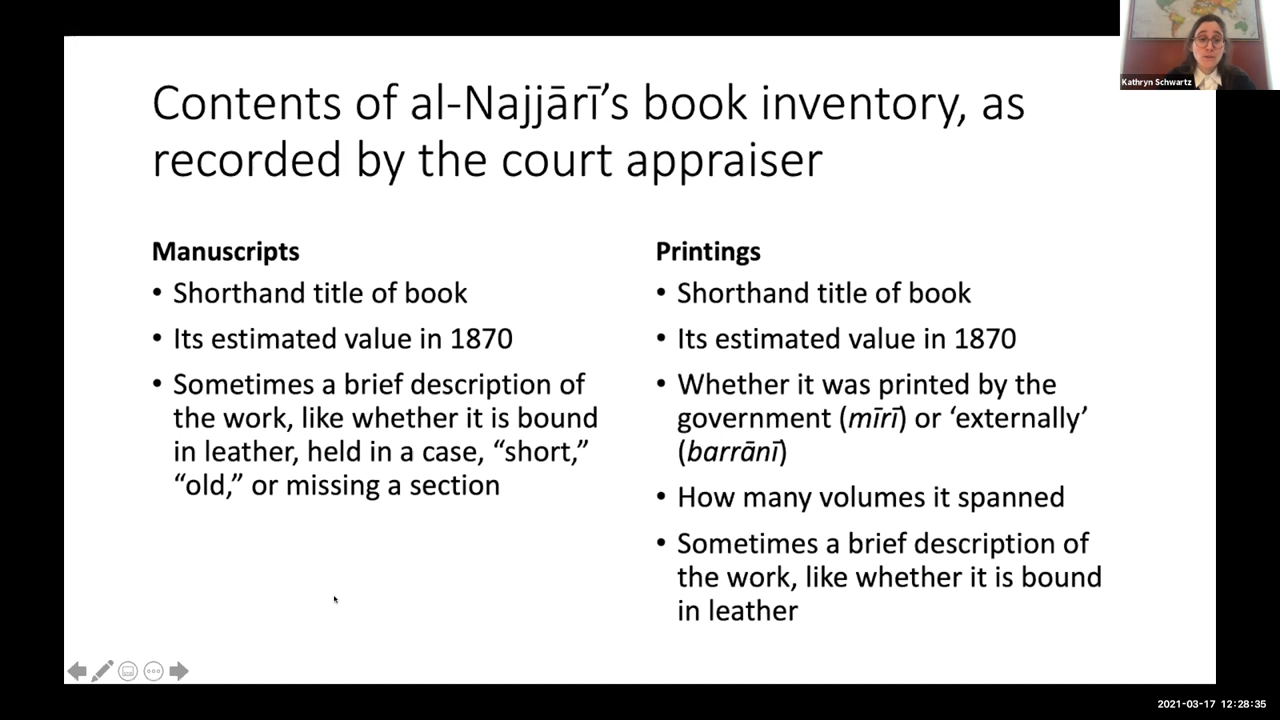 Contents of al-Najjārī’s book inventory, as
recorded by the court appraiser
Manuscripts
• Shorthand title of book
• Its estimated value in 1870
• Sometimes a brief description of
the work, like whether it is bound
in leather, held in a case, “short,”
“old,” or missing a section
Printings
• Shorthand title of book
• Its estimated value in 1870
• Whether it was printed by the
government (mīrī) or ‘externally’
(barrānī)
• How many volumes it spanned
• Sometimes a brief description of
the work, like whether it is bound
in leather
Kathryn Schwartz
2021-03-17 12:28:35